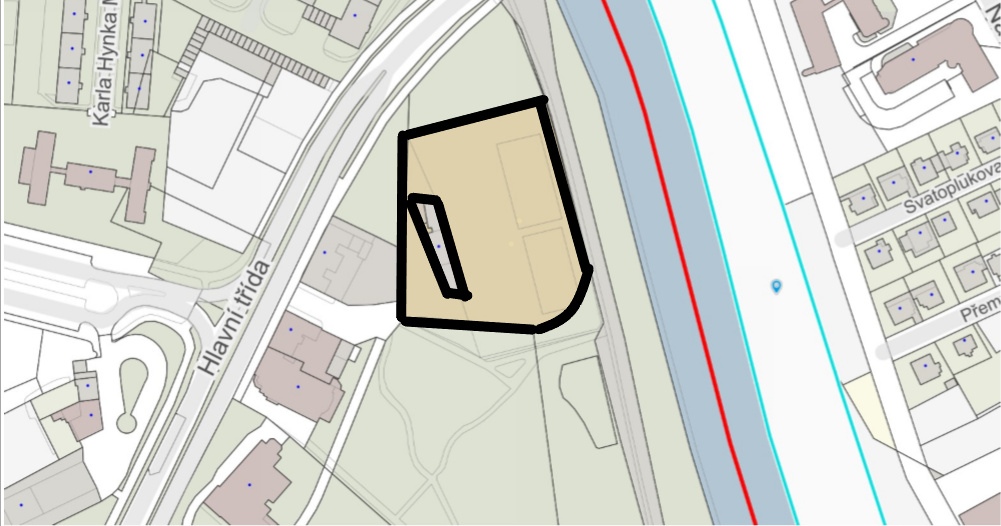 Karla Hynka M
Hlavní třída
Svatoplukova
Přem